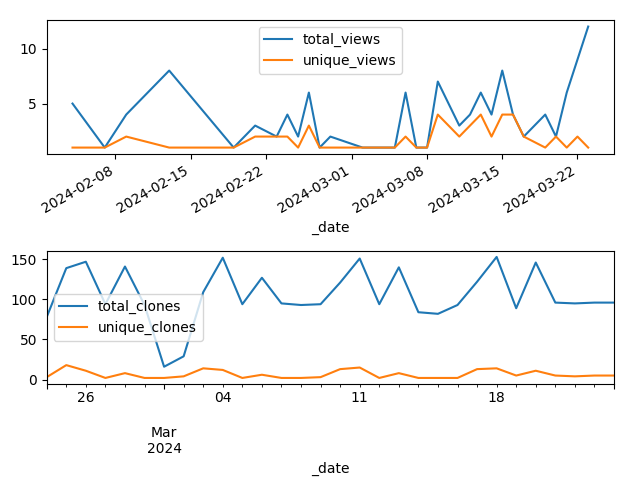 10
5
total_views
unique_views
2024-02-08
2024-02-15
2024-02-22
2024-03-01
2024-03-08
2024-03-15
2024-03-22
_date
150
100
50
0
total_clones
unique_clones
26
04
11
18
Mar
2024
_date